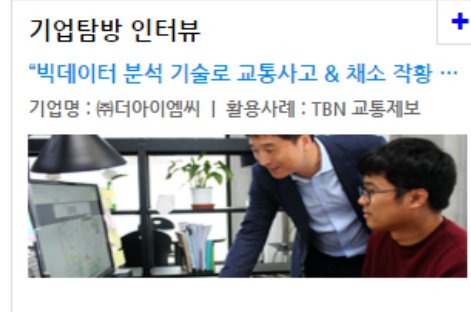 기업탐방 인터뷰
+
“빅데이터 분석 기술로 교통사고 & 채소 작황 …
기업명 : ㈜더아이엠씨 | 활용사례 : TBN 교통제보